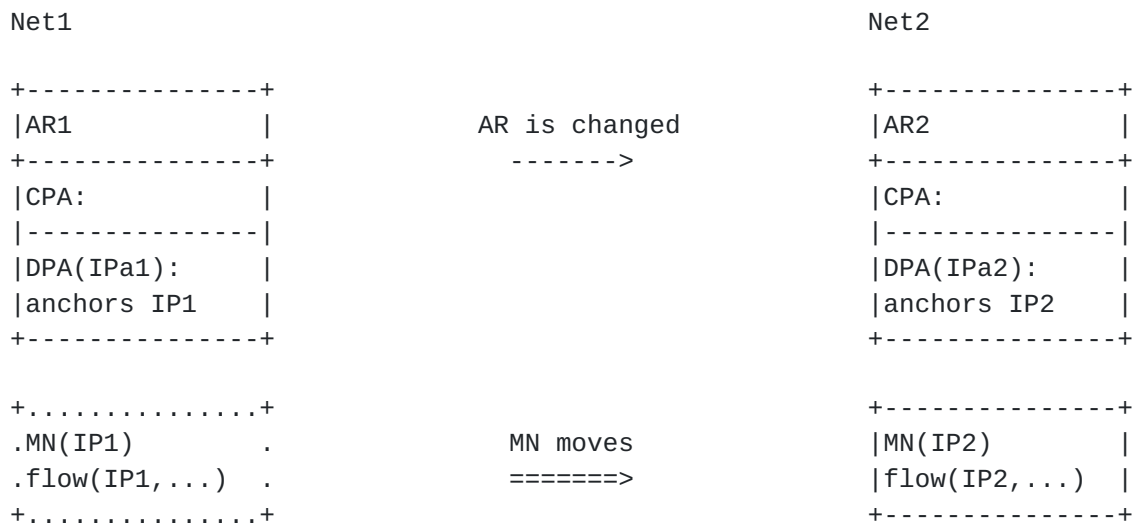 Net1                                               Net2

+---------------+                                  +---------------+
|AR1            |            AR is changed         |AR2            |
+---------------+              ------->            +---------------+
|CPA:           |                                  |CPA:           |
|---------------|                                  |---------------|
|DPA(IPa1):     |                                  |DPA(IPa2):     |
|anchors IP1    |                                  |anchors IP2    |
+---------------+                                  +---------------+

+...............+                                  +---------------+
.MN(IP1)        .              MN moves            |MN(IP2)        |
.flow(IP1,...)  .              =======>            |flow(IP2,...)  |
+...............+                                  +---------------+